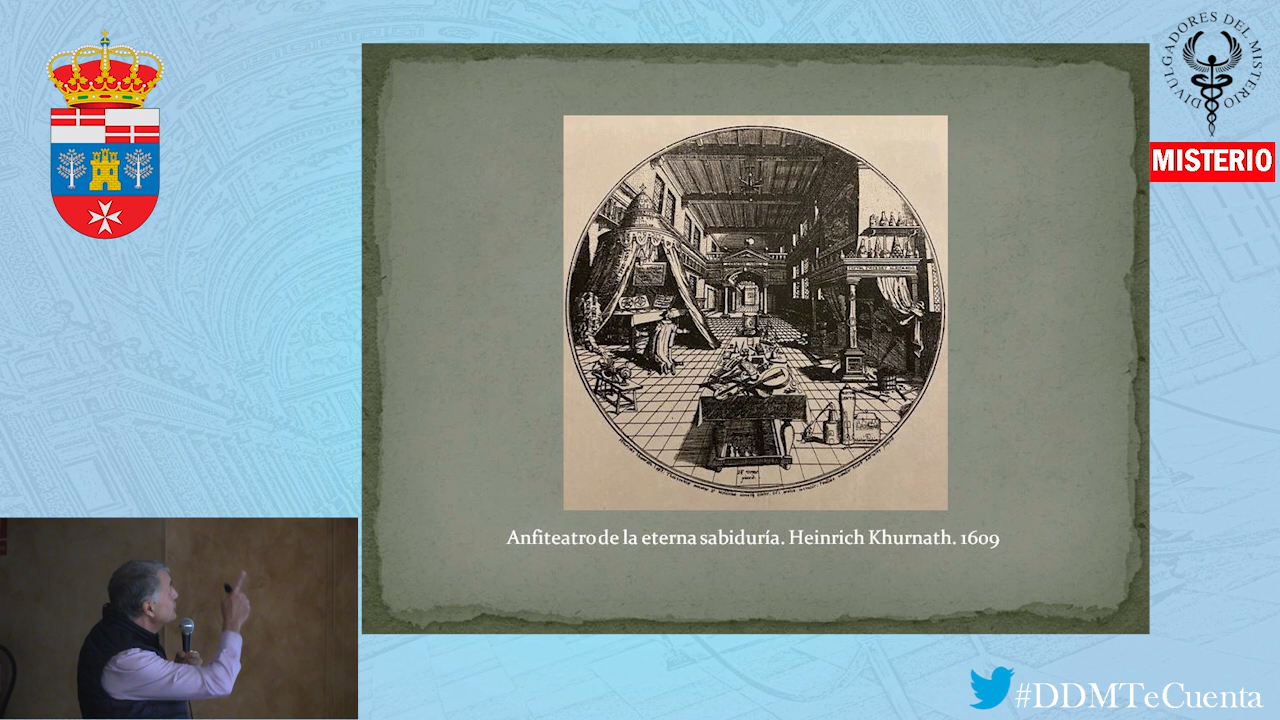 DIVULGADORES DEL MISTERIO
MISTERIO
Anfiteatro de la eterna sabiduría. Heinrich Khurnath. 1609
#DDMTeCuenta